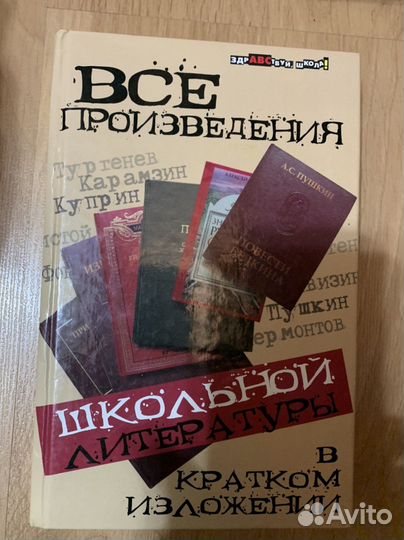 ЗДРАВСТВУЙ, ШКОЛА!
ВСЕ
ПРОИЗВЕДЕНИЯ
Тургенев
Карамзин
Куприн
А.С. ПУШКИН
ПОВЕСТИ
БЕЛКИНА
Пушкин
ермонтов
ШКОЛЬНОЙ
ЛИТЕРАТУРЫ
В
КРАТКОМ
ИЗЛОЖЕНИИ
Avito